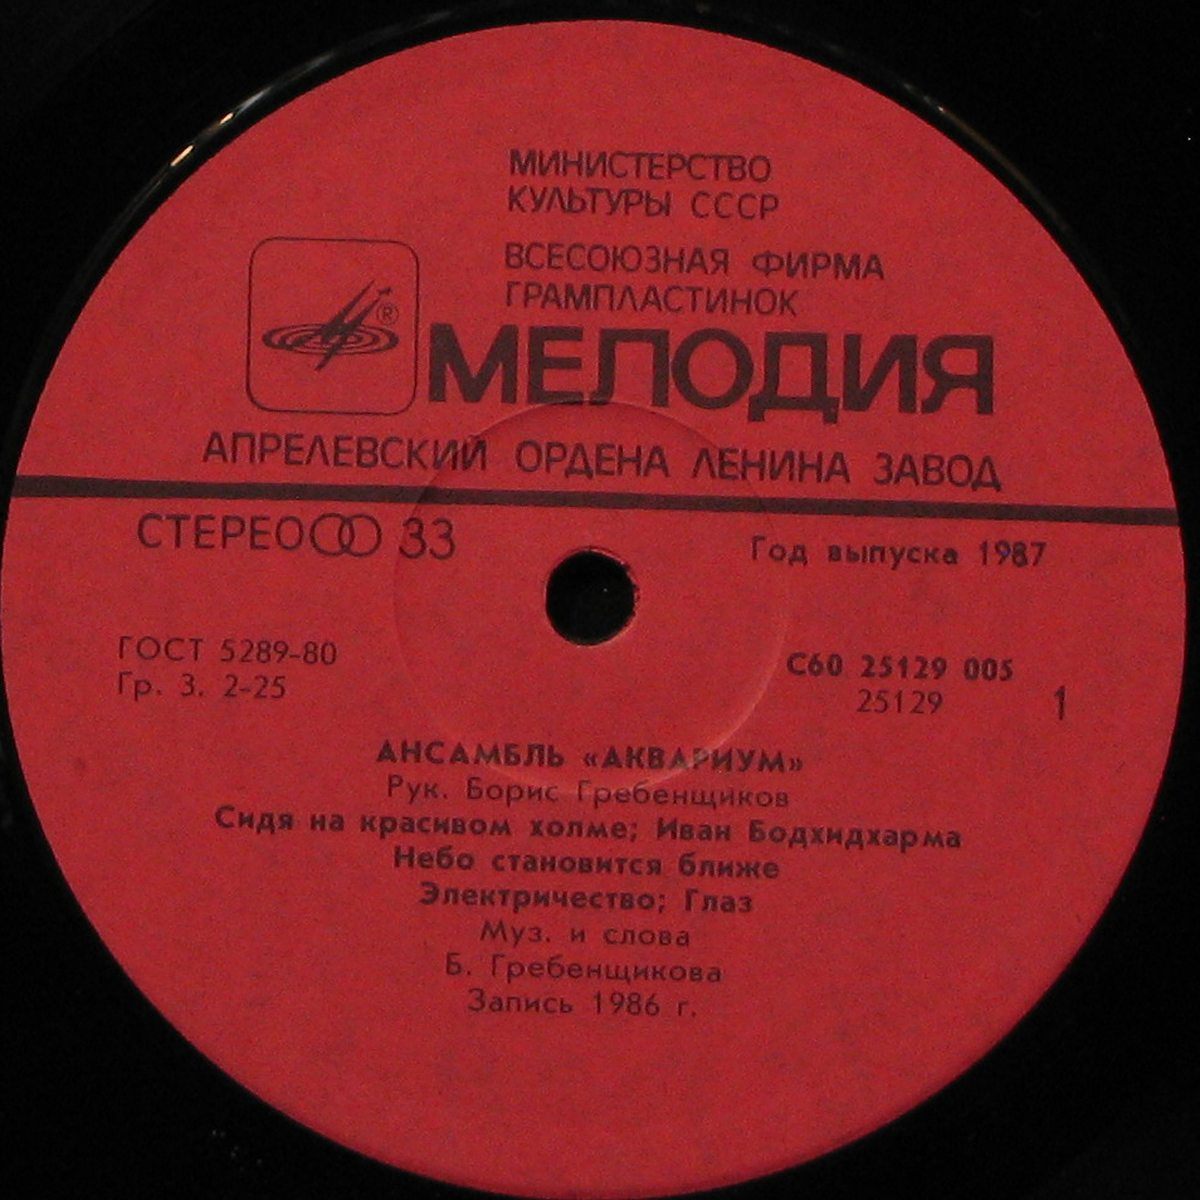 МИНИСТЕРСТВО
КУЛЬТУРЫ СССР
ВСЕСОЮЗНАЯ ФИРМА
ГРАМПЛАСТИНОК
®
МЕЛОДИЯ
АПРЕЛЕВСКИЙ ОРДЕНА ЛЕНИНА ЗАВОД
СТЕРЕО 33
Год выпуска 1987
ГОСТ 5289-80
Гр. 3. 2-25
С60 25129 005
25129
1
АНСАМБЛЬ «АКВАРИУМ»
Рук. Борис Гребенщиков
Сидя на красивом холме; Иван Бодхидхарма
Небо становится ближе
Электричество; Глаз
Муз. и слова
Б. Гребенщикова
Запись 1986 г.